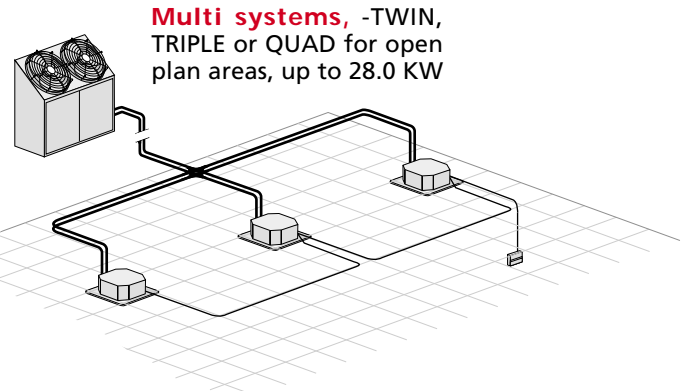 Multi systems, -TWIN,
TRIPLE or QUAD for open
plan areas, up to 28.0 KW